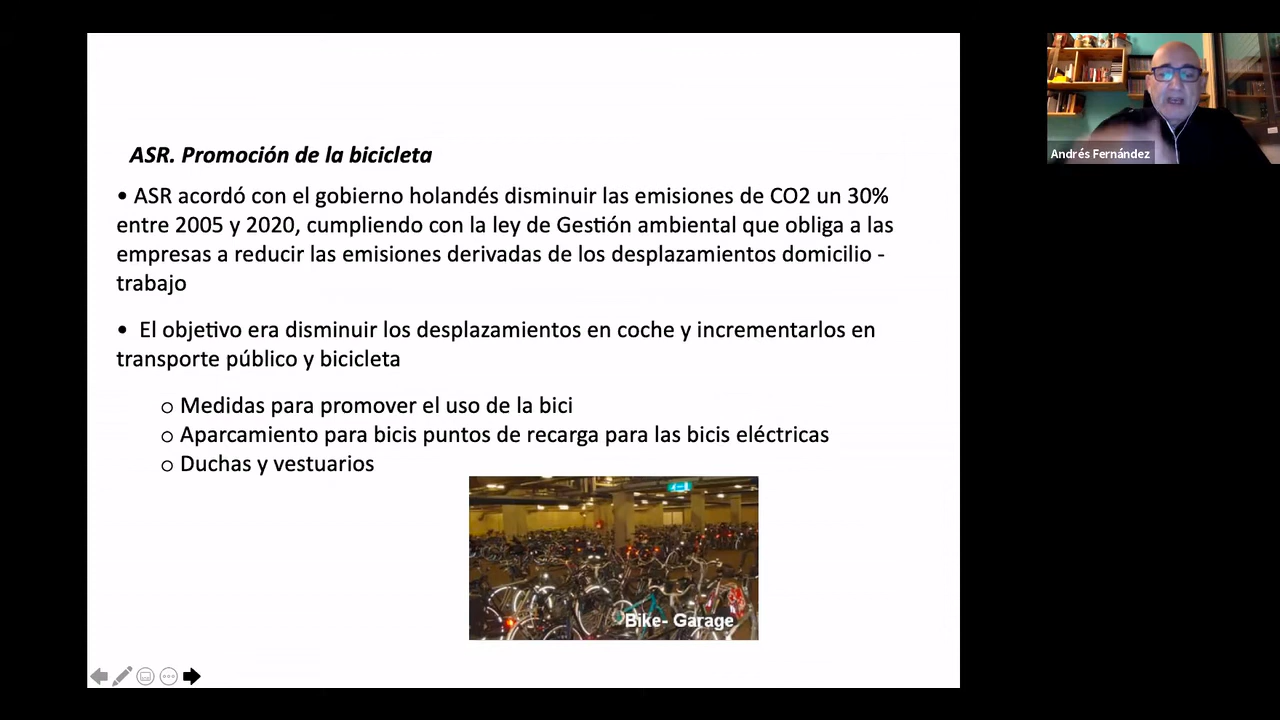 ASR. Promoción de la bicicleta
• ASR acordó con el gobierno holandés disminuir las emisiones de CO2 un 30%
entre 2005 y 2020, cumpliendo con la ley de Gestión ambiental que obliga a las
empresas a reducir las emisiones derivadas de los desplazamientos domicilio -
trabajo
• El objetivo era disminuir los desplazamientos en coche y incrementarlos en
transporte público y bicicleta
o Medidas para promover el uso de la bici
o Aparcamiento para bicis puntos de recarga para las bicis eléctricas
o Duchas y vestuarios
Bike- Garage
Andrés Fernández